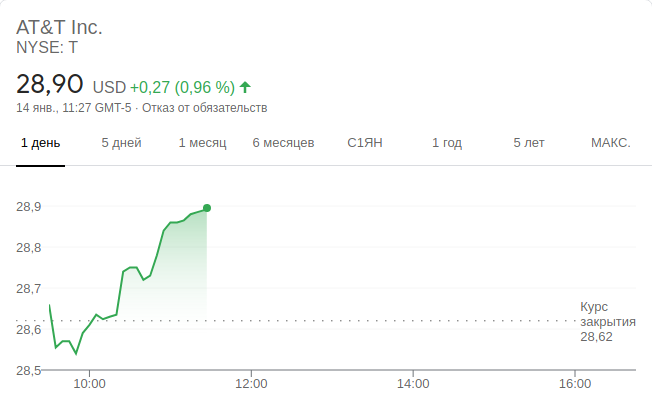 AT&T Inc.
NYSE: T
28,90 USD +0,27 (0,96 %)
14 янв., 11:27 GMT-5 · Отказ от обязательств
1 день 5 дней 1 месяц 6 месяцев С1ЯН 1 год 5 лет МАКС.
28,9
28,8
28,7
28,6
28,5
Курс
закрытия
28,62
10:00 12:00 14:00 16:00